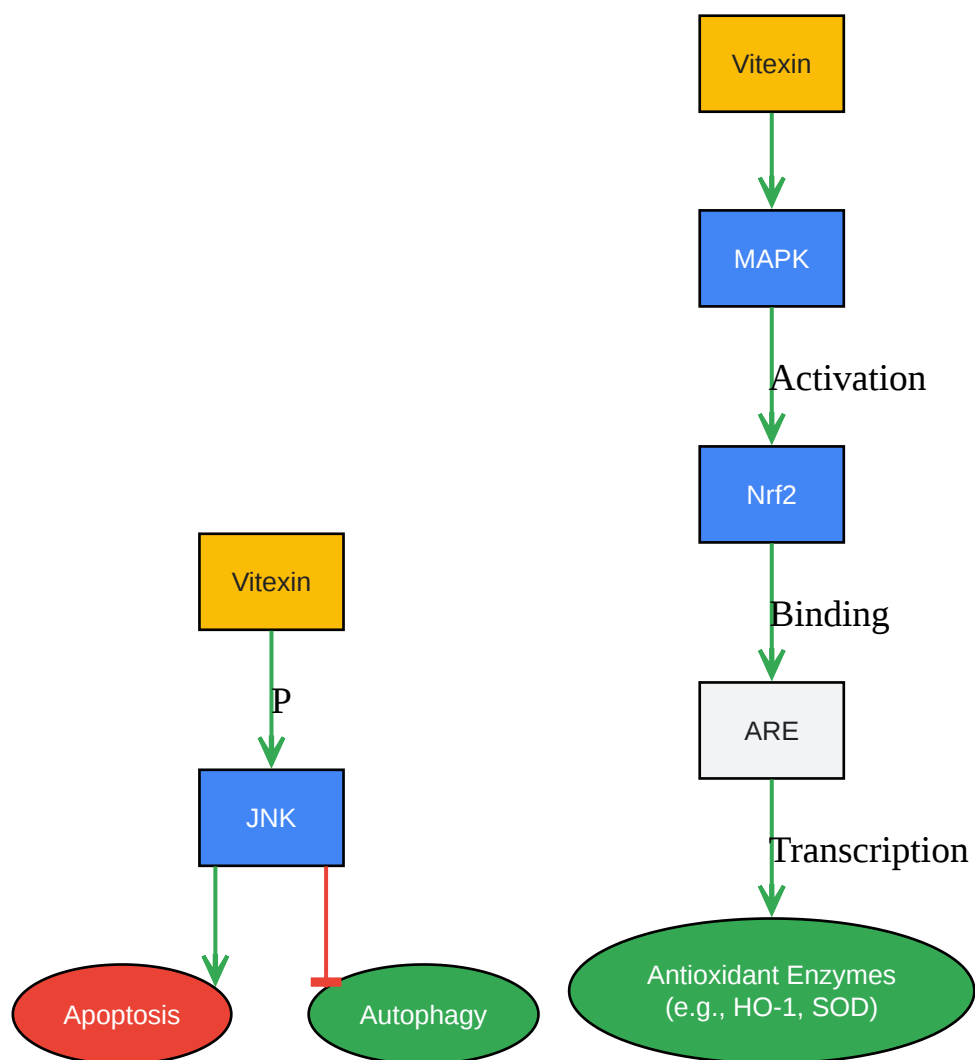 Vitexin
P
JNK
Apoptosis
Autophagy
Vitexin
MAPK
Activation
Nrf2
Binding
ARE
Transcription
Antioxidant Enzymes
(e.g., HO-1, SOD)